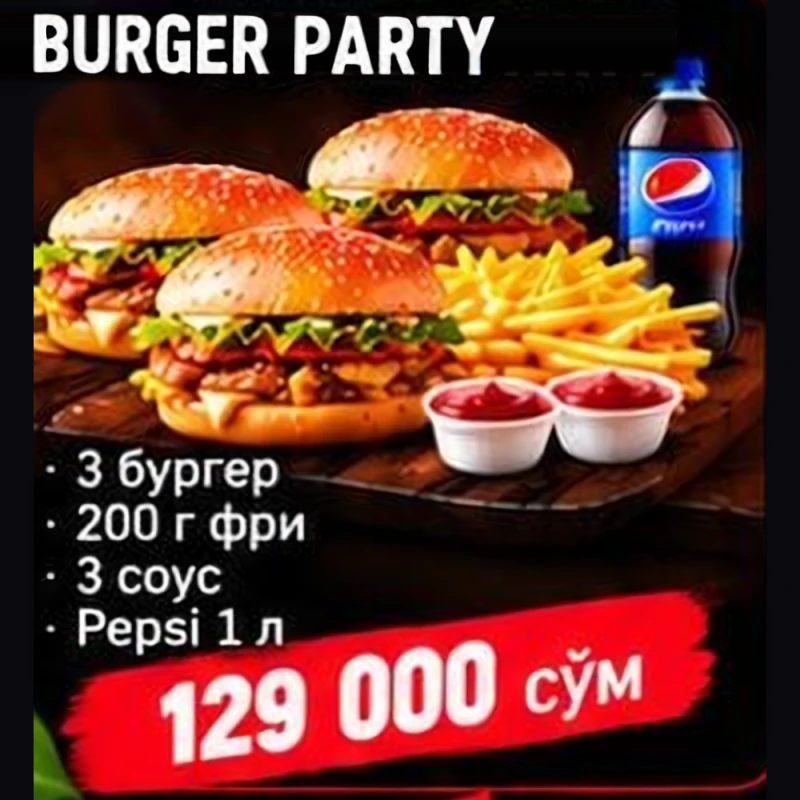 BURGER PARTY
· 3 бургер
· 200 г фри
· 3 соус
· Pepsi 1 л
129 000 сўм